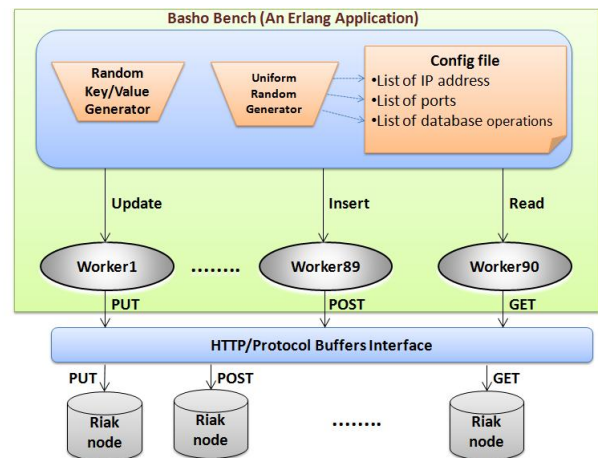 Basho Bench (An Erlang Application)
Random
Key/Value
Generator
Uniform
Random
Generator
Config file
•List of IP address
•List of ports
•List of database operations
Update
Insert
Read
Worker1
........
Worker89
Worker90
PUT
POST
GET
HTTP/Protocol Buffers Interface
PUT
POST
GET
Riak
node
Riak
node
........
Riak
node